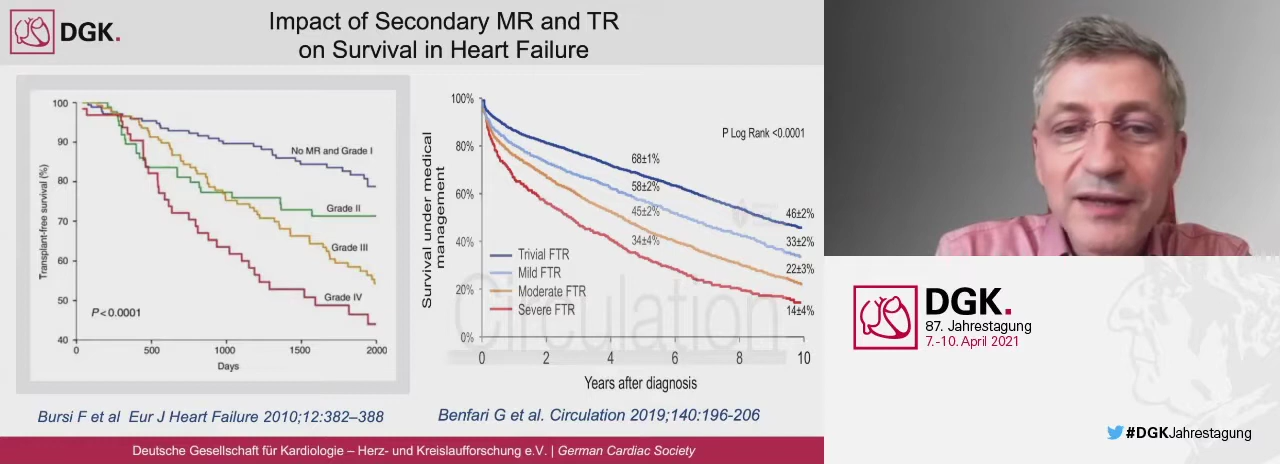 DGK.
Impact of Secondary MR and TR
on Survival in Heart Failure
Transplant-free survival (%)
100
90
80
70
60
50
40
No MR and Grade I
Grade II
Grade III
Grade IV
P<0.0001
0
500
1000
1500
2000
Days
Bursi F et al Eur J Heart Failure 2010;12:382–388
Survival under medical
management
100%
80%
60%
40%
20%
0%
P Log Rank <0.0001
68±1%
58±2%
45±2%
34±4%
46±2%
33±2%
22±3%
14±4%
Trivial FTR
Mild FTR
Moderate FTR
Severe FTR
Circulation
0
2
4
6
8
10
Years after diagnosis
Benfari G et al. Circulation 2019;140:196-206
Deutsche Gesellschaft für Kardiologie – Herz- und Kreislaufforschung e.V. | German Cardiac Society
DGK.
87. Jahrestagung
7.-10. April 2021
#DGKJahrestagung